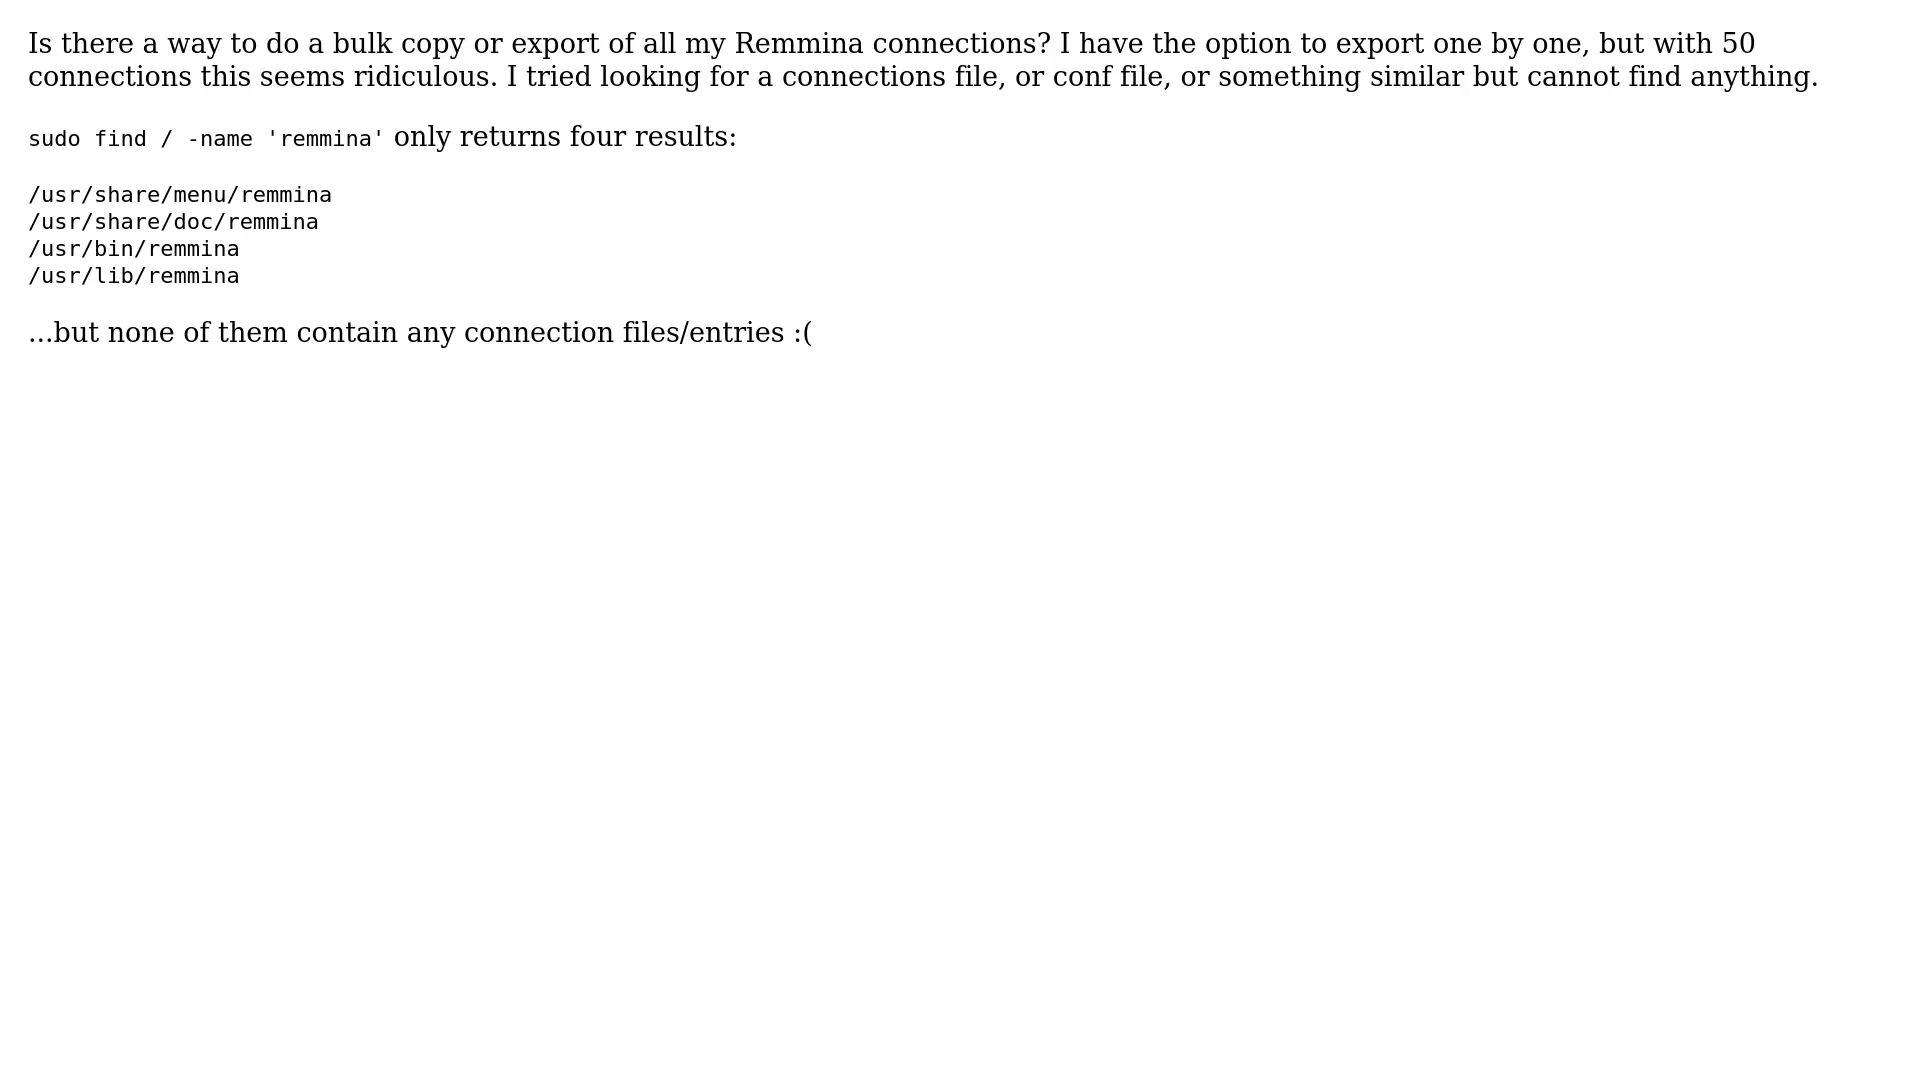 Is there a way to do a bulk copy or export of all my Remmina connections? I have the option to export one by one, but with 50
connections this seems ridiculous. I tried looking for a connections file, or conf file, or something similar but cannot find anything.
sudo find / -name 'remmina' only returns four results:
/usr/share/menu/remmina
/usr/share/doc/remmina
/usr/bin/remmina
/usr/lib/remmina
...but none of them contain any connection files/entries :(